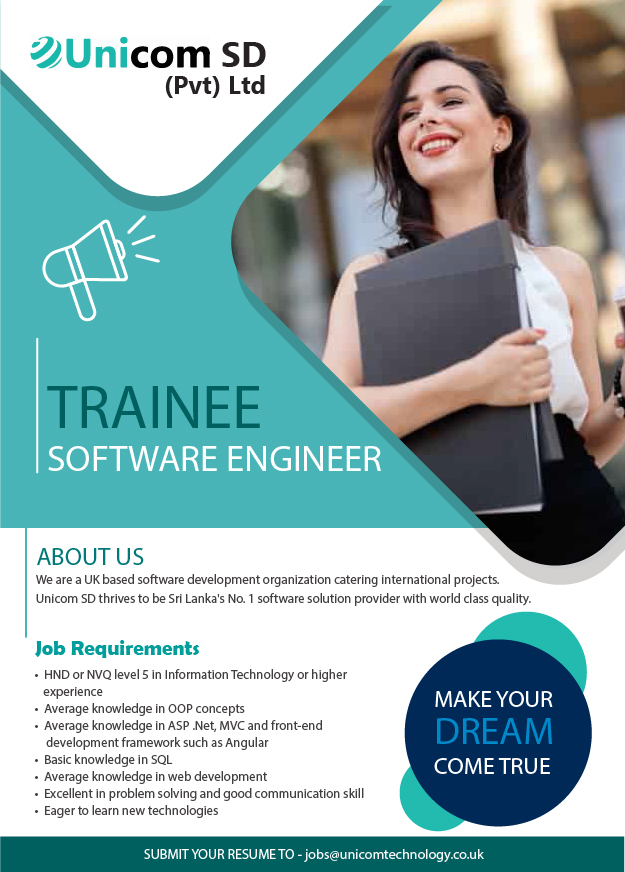 Unicom SD
(Pvt) Ltd
TRAINEE
SOFTWARE ENGINEER
ABOUT US
We are a UK based software development organization catering international projects.
Unicom SD thrives to be Sri Lanka's No. 1 software solution provider with world class quality.
Job Requirements
• HND or NVQ level 5 in Information Technology or higher
experience
• Average knowledge in OOP concepts
• Average knowledge in ASP .Net, MVC and front-end
development framework such as Angular
• Basic knowledge in SQL
• Average knowledge in web development
• Excellent in problem solving and good communication skill
• Eager to learn new technologies
MAKE YOUR
DREAM
COME TRUE
SUBMIT YOUR RESUME TO - jobs@unicomtechnology.co.uk